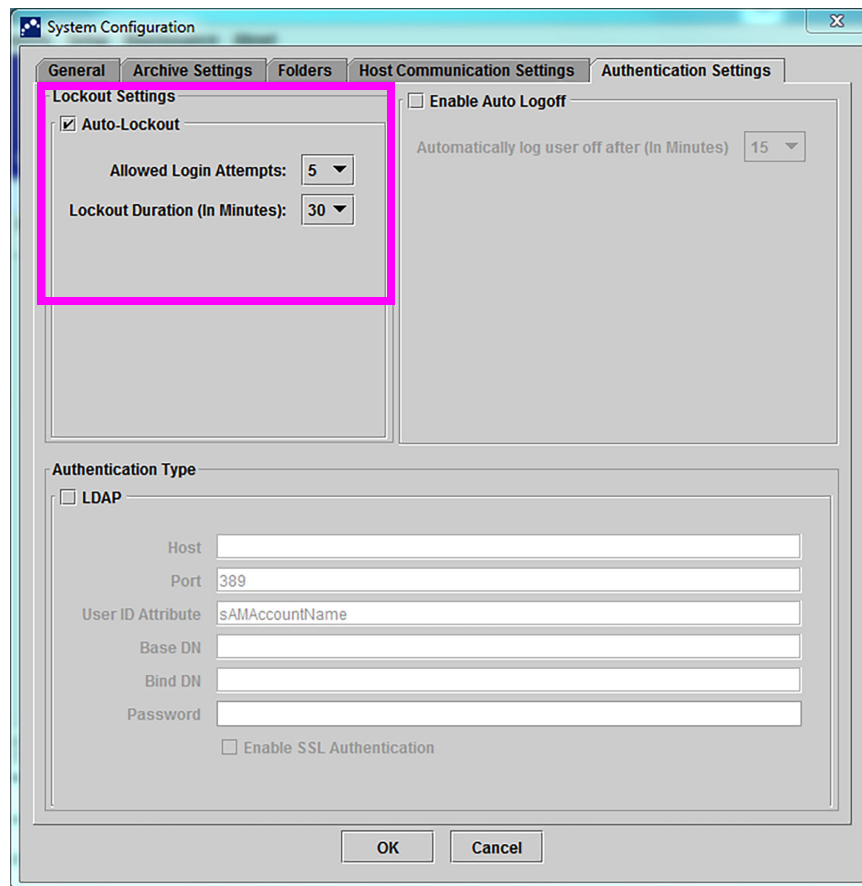 System Configuration
General Archive Settings Folders Host Communication Settings Authentication Settings
Lockout Settings
Auto-Lockout
Allowed Login Attempts: 5
Lockout Duration (In Minutes): 30
Enable Auto Logoff
Automatically log user off after (In Minutes) 15
Authentication Type
LDAP
Host
Port 389
User ID Attribute sAMAccountName
Base DN
Bind DN
Password
Enable SSL Authentication
OK Cancel